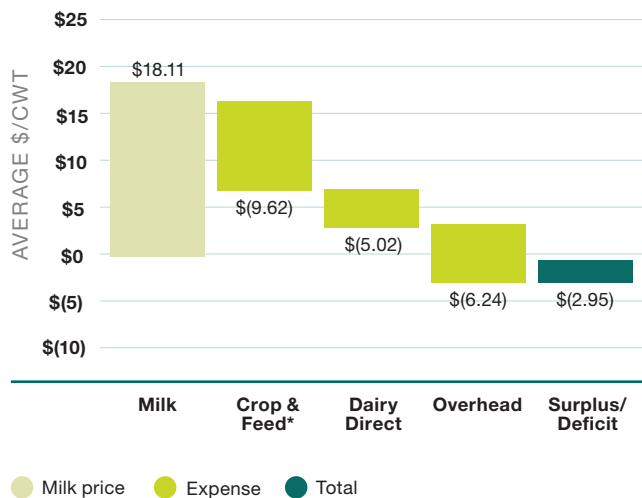 $25
$20
$15
$10
$5
$0
$(5)
$(10)
AVERAGE $/CWT
$18.11
$(9.62)
$(5.02)
$(6.24)
$(2.95)
Milk
Crop &
Feed*
Dairy
Direct
Overhead
Surplus/
Deficit
Milk price
Expense
Total